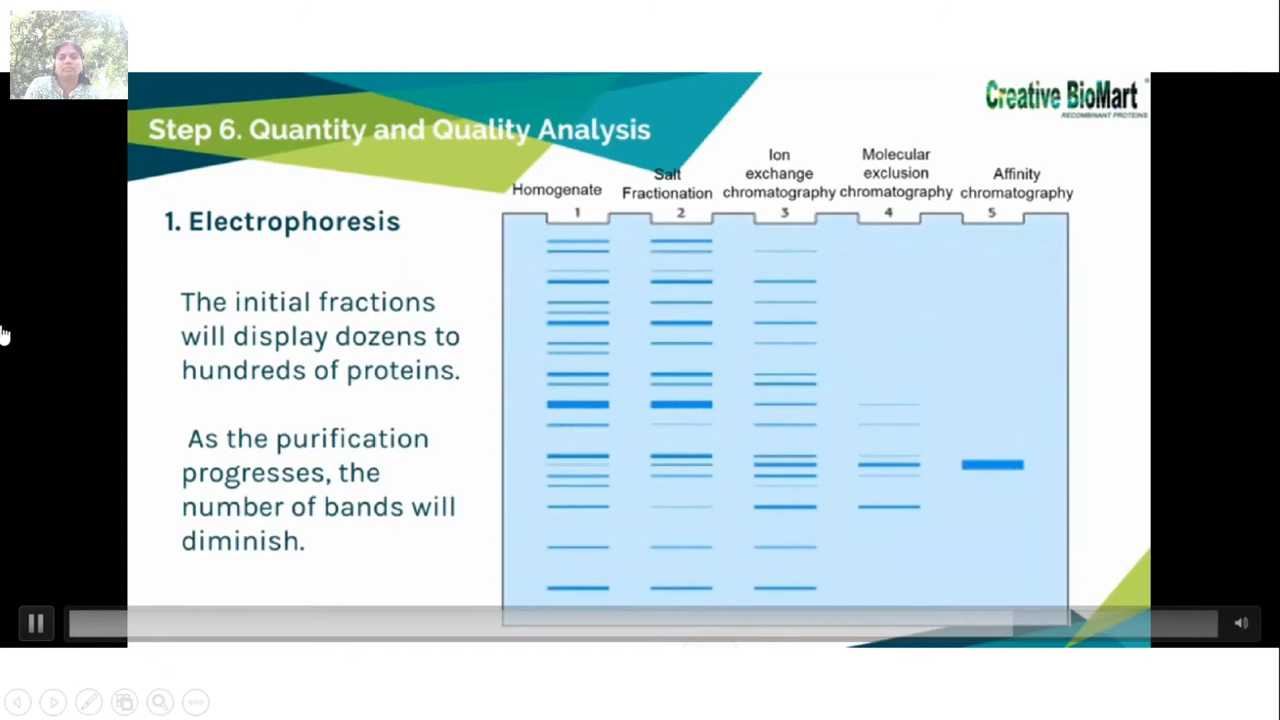 Creative BioMart
RECOMBINANT PROTEINS
Step 6. Quantity and Quality Analysis
1. Electrophoresis
The initial fractions
will display dozens to
hundreds of proteins.
As the purification
progresses, the
number of bands will
diminish.
Homogenate
Salt
Fractionation
Ion
exchange
chromatography
Molecular
exclusion
chromatography
Affinity
chromatography
1
2
3
4
5